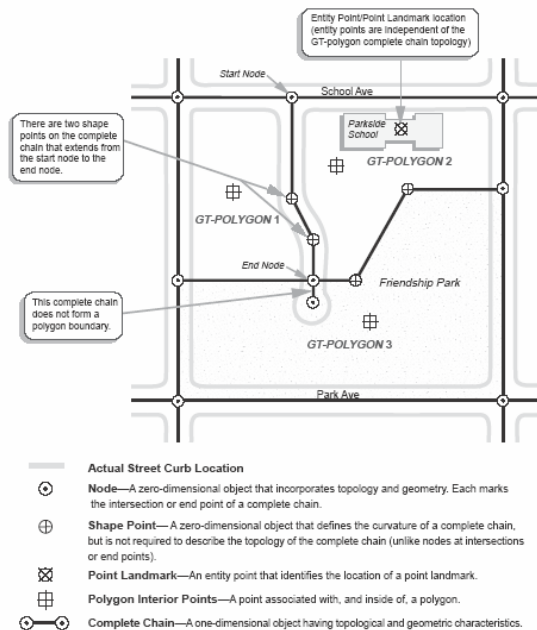 Entity Point/Point Landmark location
(entity points are independent of the
GT-polygon complete chain topology)
Start Node
School Ave
There are two shape
points on the complete
chain that extends from
the start node to the
end node.
Parkside
School
GT-POLYGON 2
GT-POLYGON 1
End Node
Friendship Park
This complete chain
does not form a
polygon boundary.
GT-POLYGON 3
Park Ave
Actual Street Curb Location
Node—A zero-dimensional object that incorporates topology and geometry. Each marks
the intersection or end point of a complete chain.
Shape Point— A zero-dimensional object that defines the curvature of a complete chain,
but is not required to describe the topology of the complete chain (unlike nodes at intersections
or end points).
Point Landmark—An entity point that identifies the location of a point landmark.
Polygon Interior Points—A point associated with, and inside of, a polygon.
Complete Chain—A one-dimensional object having topological and geometric characteristics.